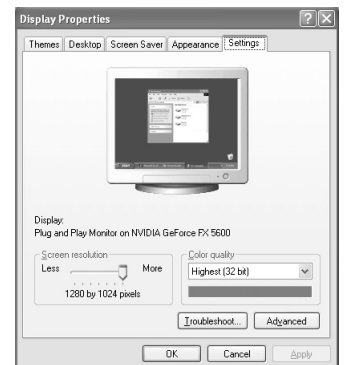 Display Properties
Themes Desktop Screen Saver Appearance Settings
Display:
Plug and Play Monitor on NVIDIA GeForce FX 5600
Screen resolution
Less More
1280 by 1024 pixels
Color quality
Highest (32 bit)
Troubleshoot... Advanced
OK Cancel Apply